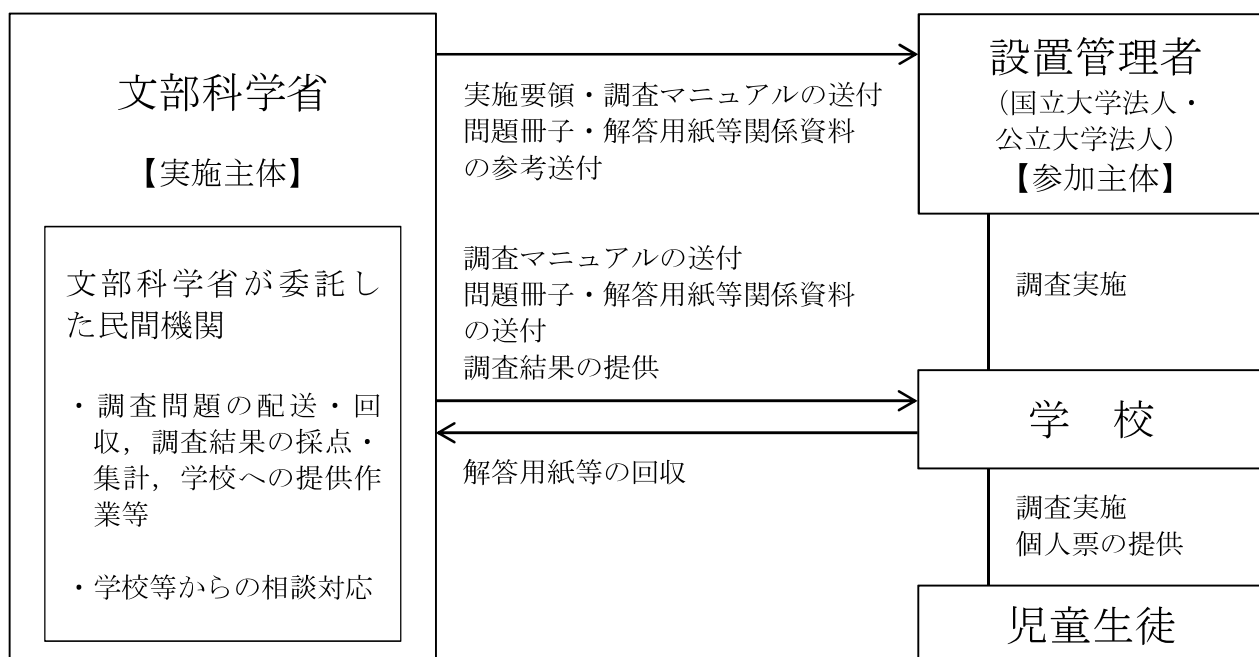 文部科学省
【実施主体】
文部科学省が委託し
た民間機関
・調査問題の配送・回
収，調査結果の採点・
集計，学校への提供作
業等
・学校等からの相談対応
実施要領・調査マニュアルの送付
問題冊子・解答用紙等関係資料
の参考送付
調査マニュアルの送付
問題冊子・解答用紙等関係資料
の送付
調査結果の提供
解答用紙等の回収
設置管理者
（国立大学法人・
公立大学法人）
【参加主体】
調査実施
学　校
調査実施
個人票の提供
児童生徒